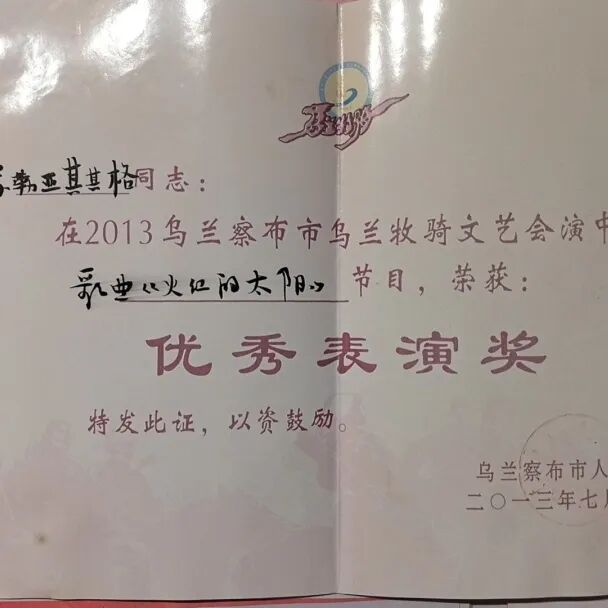 勒亚其其格同志：
在2013乌兰察布市乌兰牧骑文艺会演中
歌曲《火红的太阳》节目，荣获：
优秀表演奖
特发此证，以资鼓励。
乌兰察布市人
二〇一三年七月